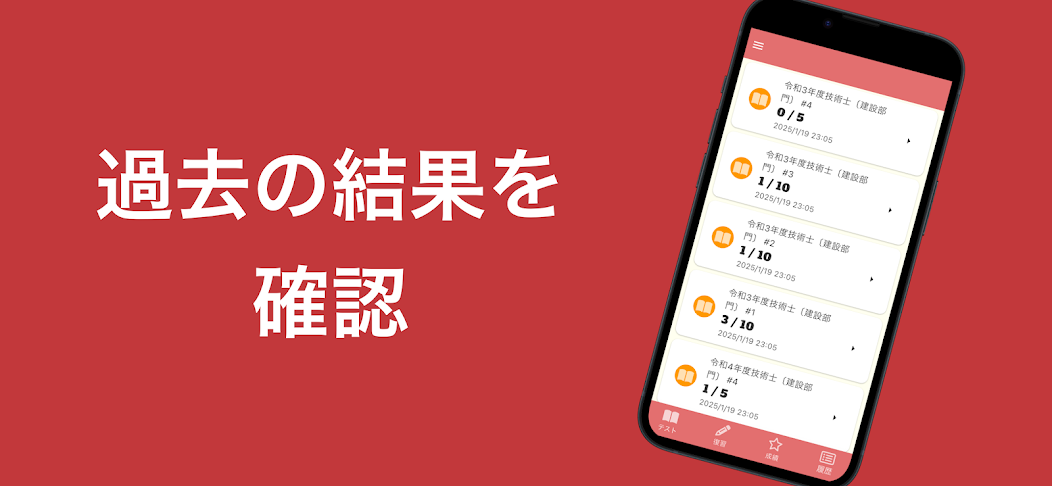 過去の結果を
確認
令和3年度技術士（建設部
門） #4
0 / 5
2025/1/19 23:05
令和3年度技術士（建設部
門） #3
1 / 10
2025/1/19 23:05
令和3年度技術士（建設部
門） #2
1 / 10
2025/1/19 23:05
令和3年度技術士（建設部
門） #1
3 / 10
2025/1/19 23:05
令和4年度技術士（建設部
門） #4
1 / 5
2025/1/19 23:05
テスト
復習
成績
履歴